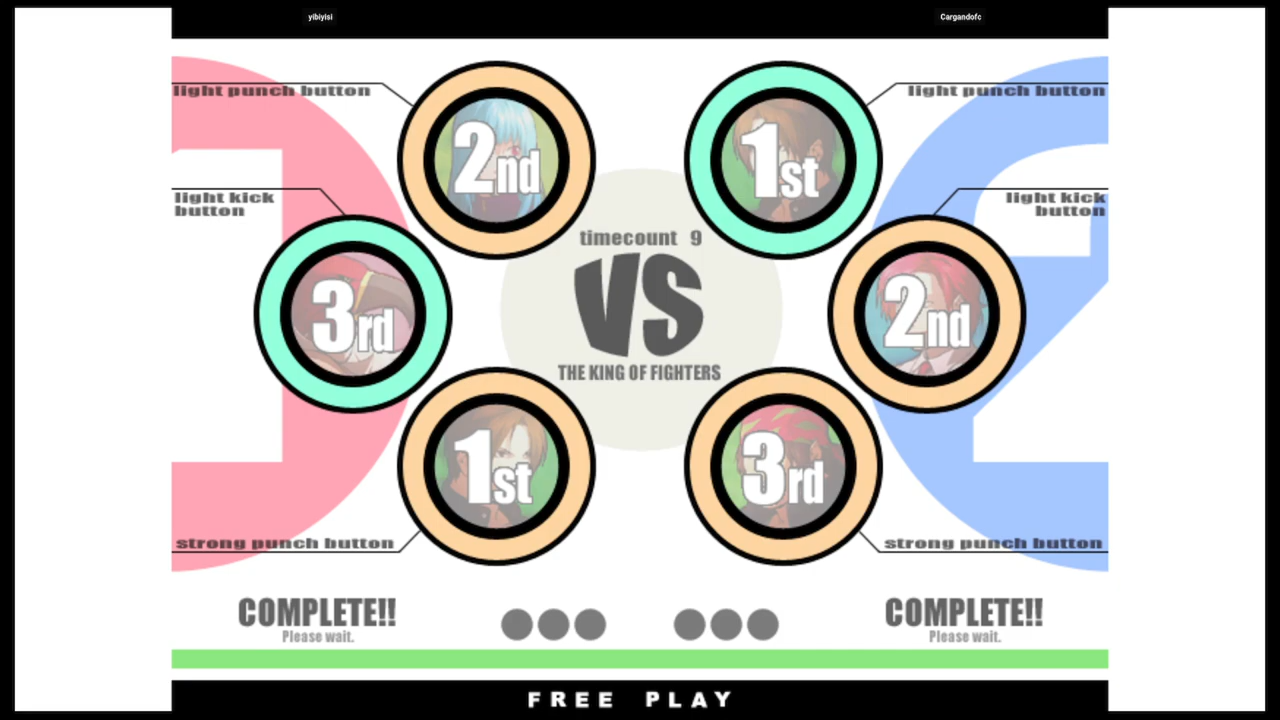 yibiyisi
Cargandofc
light punch button
light punch button
2nd
1st
light kick
button
light kick
button
timecount 9
VS
THE KING OF FIGHTERS
3rd
2nd
1st
3rd
strong punch button
strong punch button
COMPLETE!!
Please wait.
COMPLETE!!
Please wait.
FREE PLAY